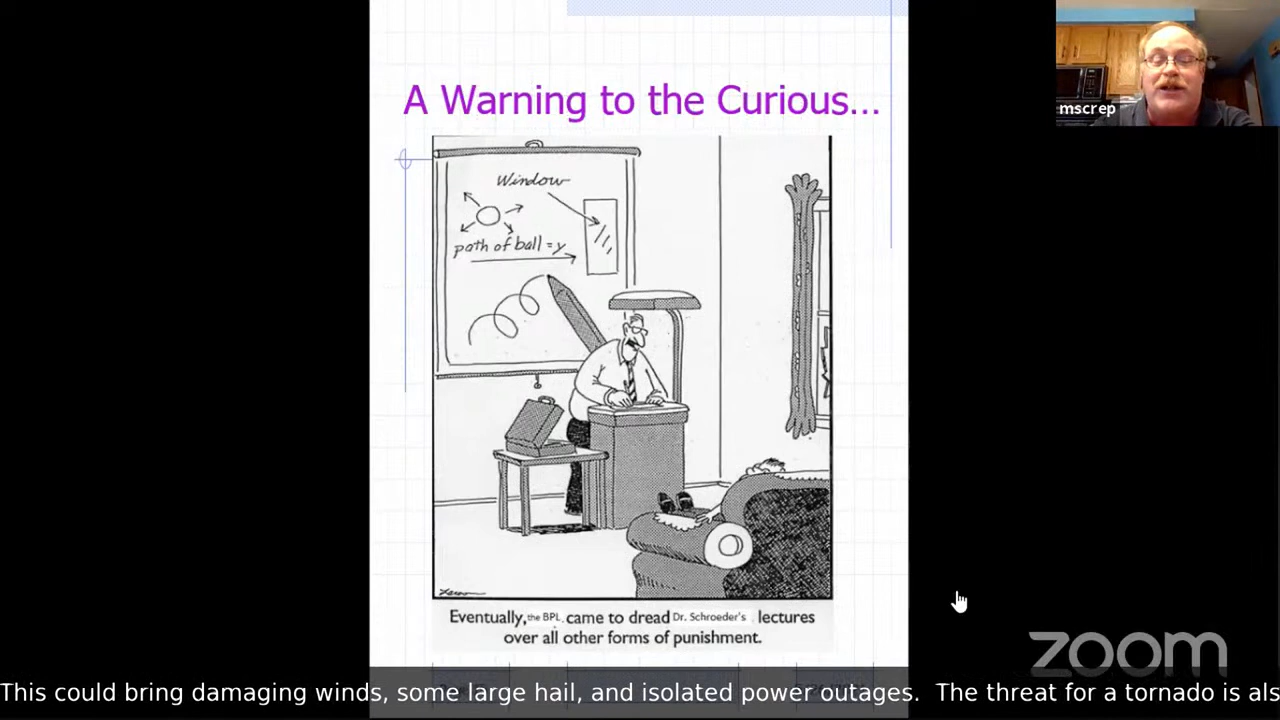 A Warning to the Curious...
mscrep
Window
path of ball = y
Eventually, the BPL came to dread Dr. Schroeder's lectures
over all other forms of punishment.
zoom
This could bring damaging winds, some large hail, and isolated power outages. The threat for a tornado is als